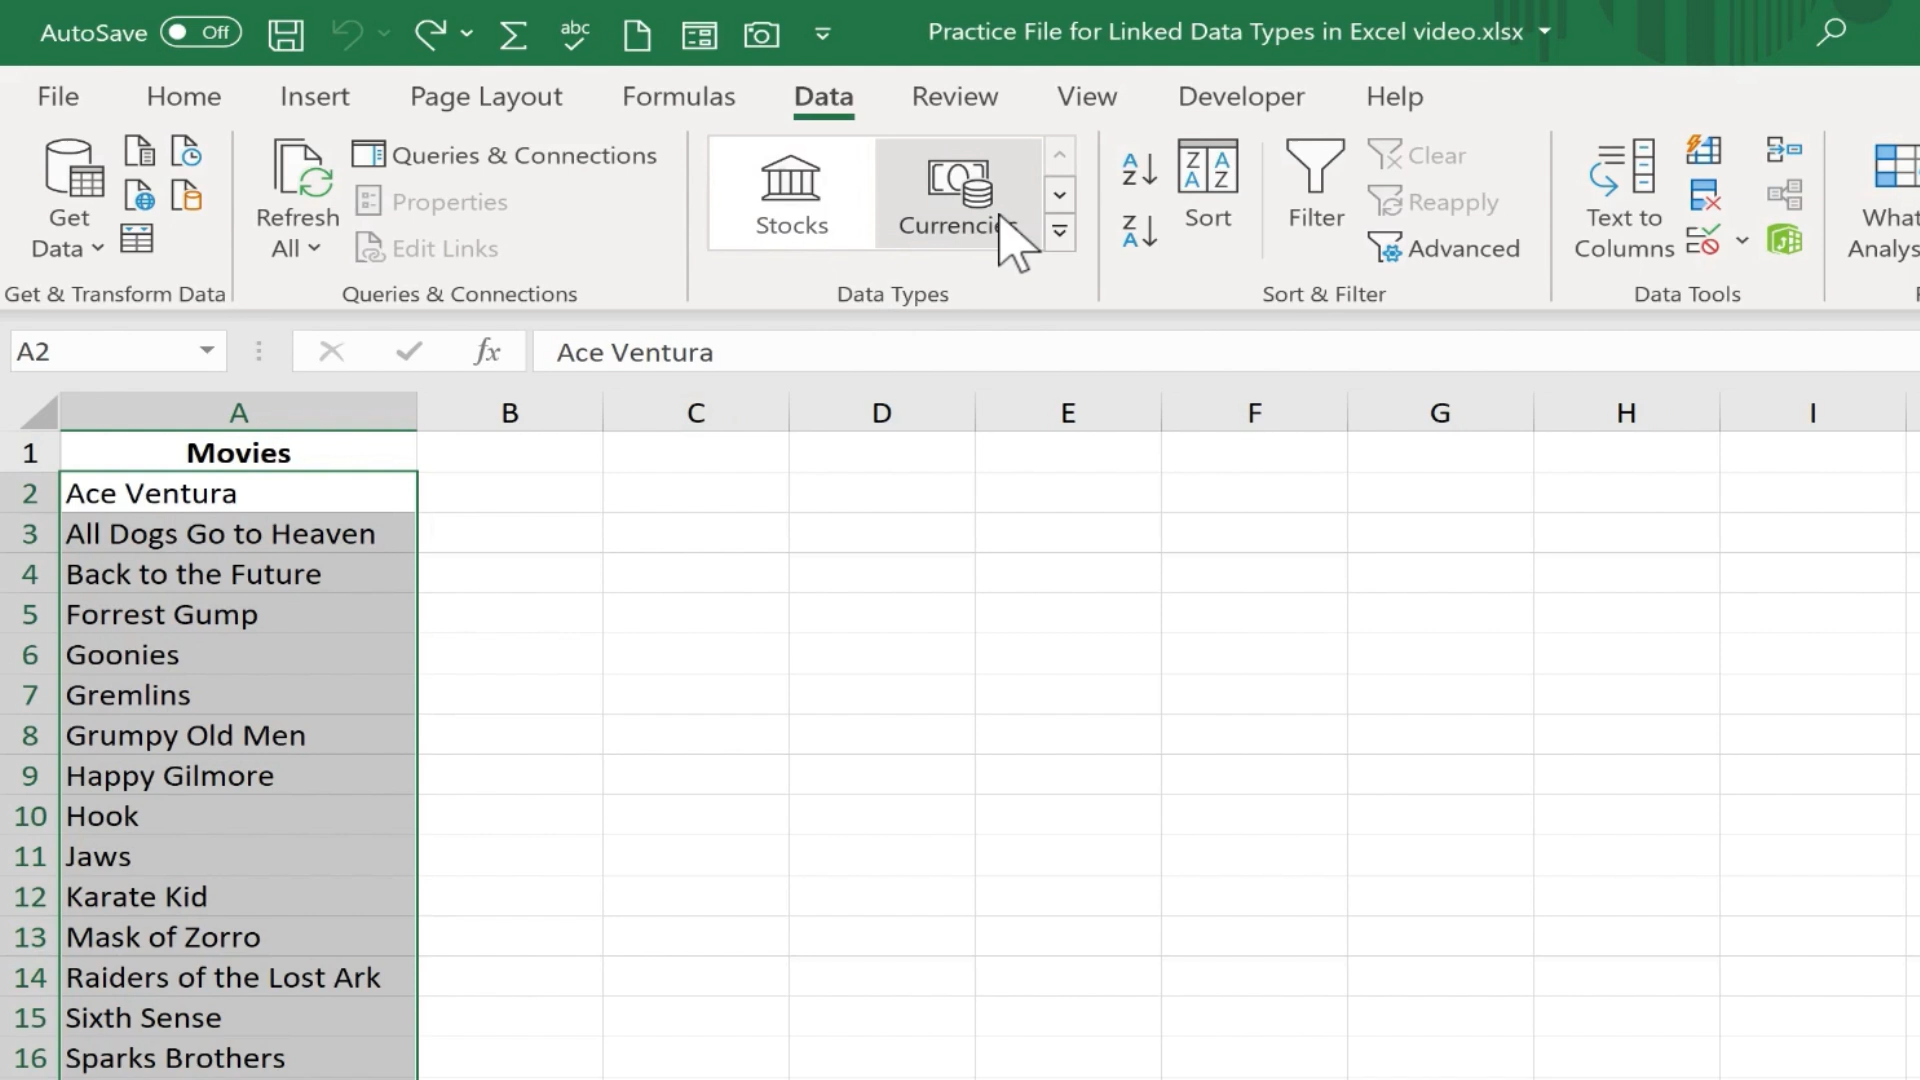 AutoSave Off abc Practice File for Linked Data Types in Excel video.xlsx
File Home Insert Page Layout Formulas Data Review View Developer Help
Get Data
Refresh All
Queries & Connections
Properties
Edit Links
Stocks
Sort
Filter
Clear
Reapply
Advanced
Text to Columns
What
Get & Transform Data Queries & Connections Data Types Sort & Filter Data Tools
A2 fx Ace Ventura
A B C D E F G H I
1 Movies
2 Ace Ventura
3 All Dogs Go to Heaven
4 Back to the Future
5 Forrest Gump
6 Goonies
7 Gremlins
8 Grumpy Old Men
9 Happy Gilmore
10 Hook
11 Jaws
12 Karate Kid
13 Mask of Zorro
14 Raiders of the Lost Ark
15 Sixth Sense
16 Sparks Brothers